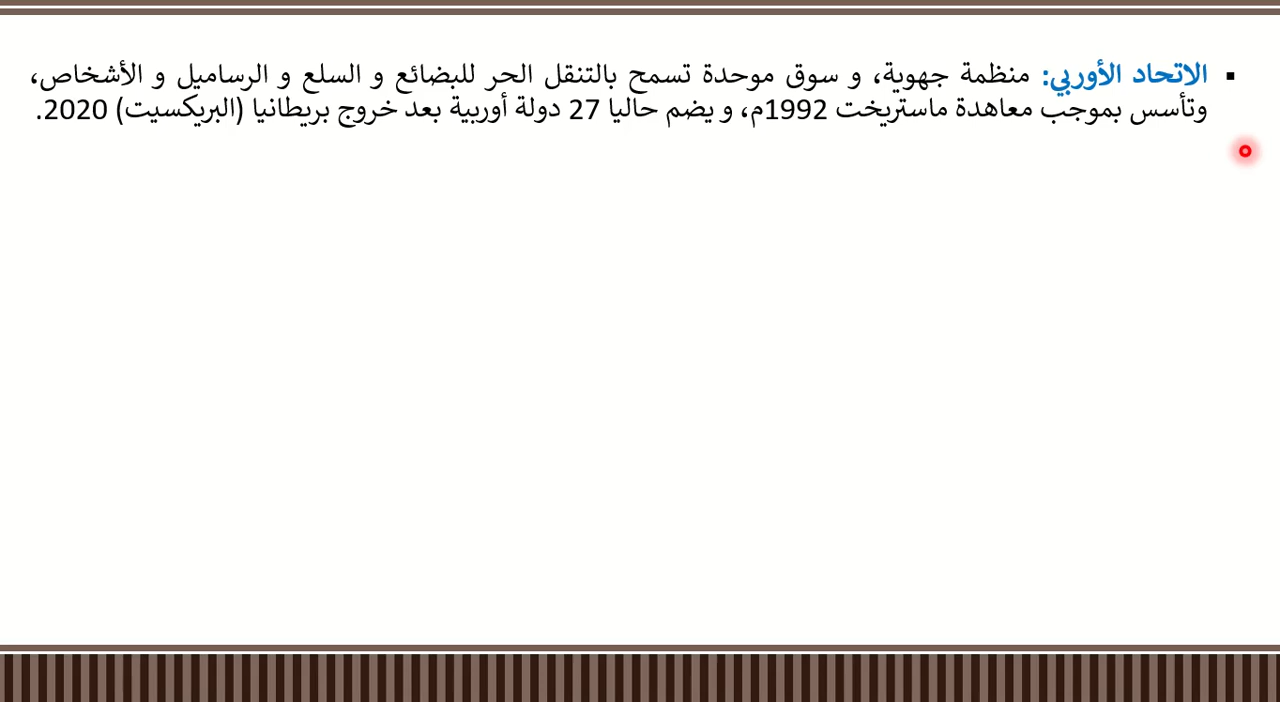 ▪ الاتحاد الأوربي: منظمة جهوية، و سوق موحدة تسمح بالتنقل الحر للبضائع و السلع و الرساميل و الأشخاص،
وتأسس بموجب معاهدة ماستريخت 1992م، و يضم حاليا 27 دولة أوربية بعد خروج بريطانيا (البريكسيت) 2020.